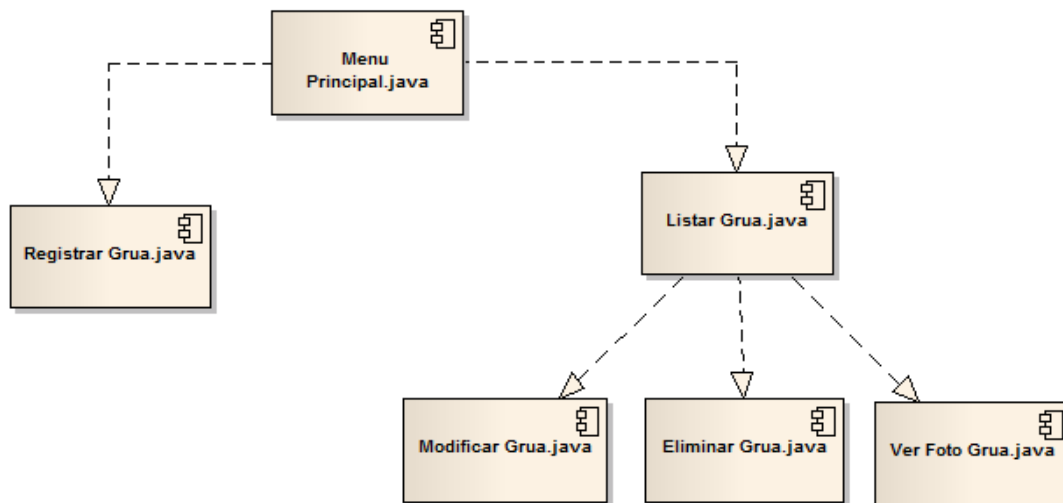 Menu
Principal.java
Registrar Grua.java
Listar Grua.java
Modificar Grua.java
Eliminar Grua.java
Ver Foto Grua.java